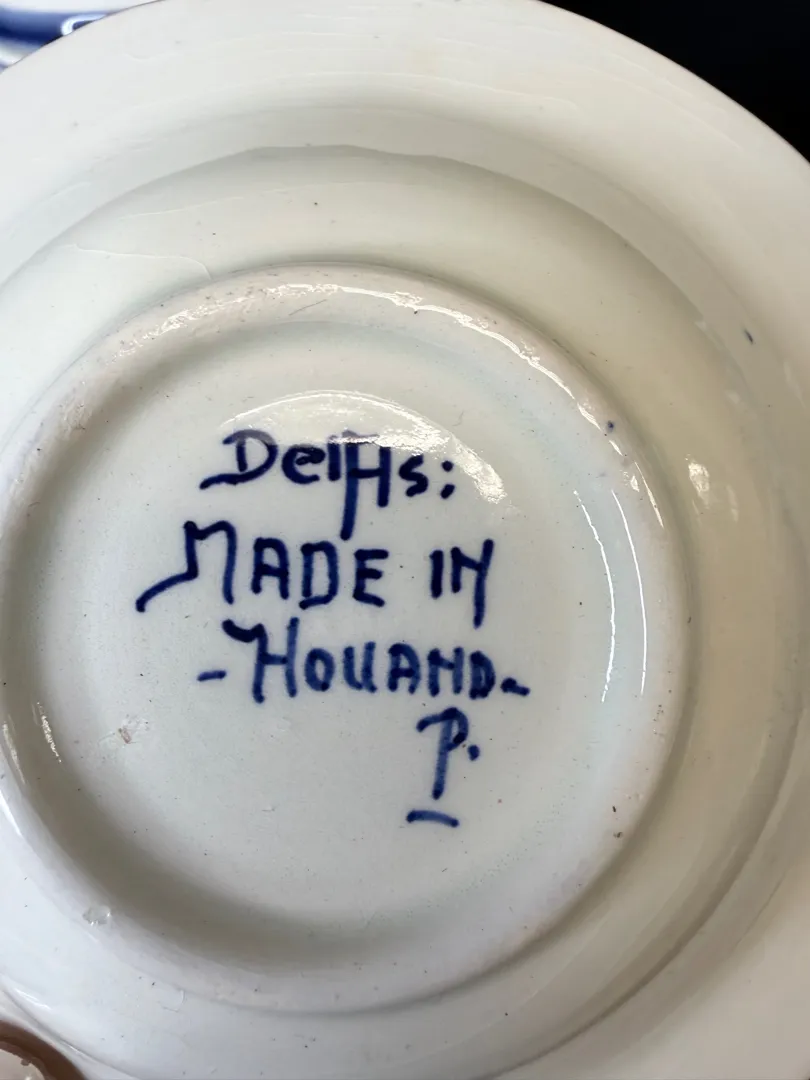 Delfts:
MADE IN
-HOLLAND-
P.